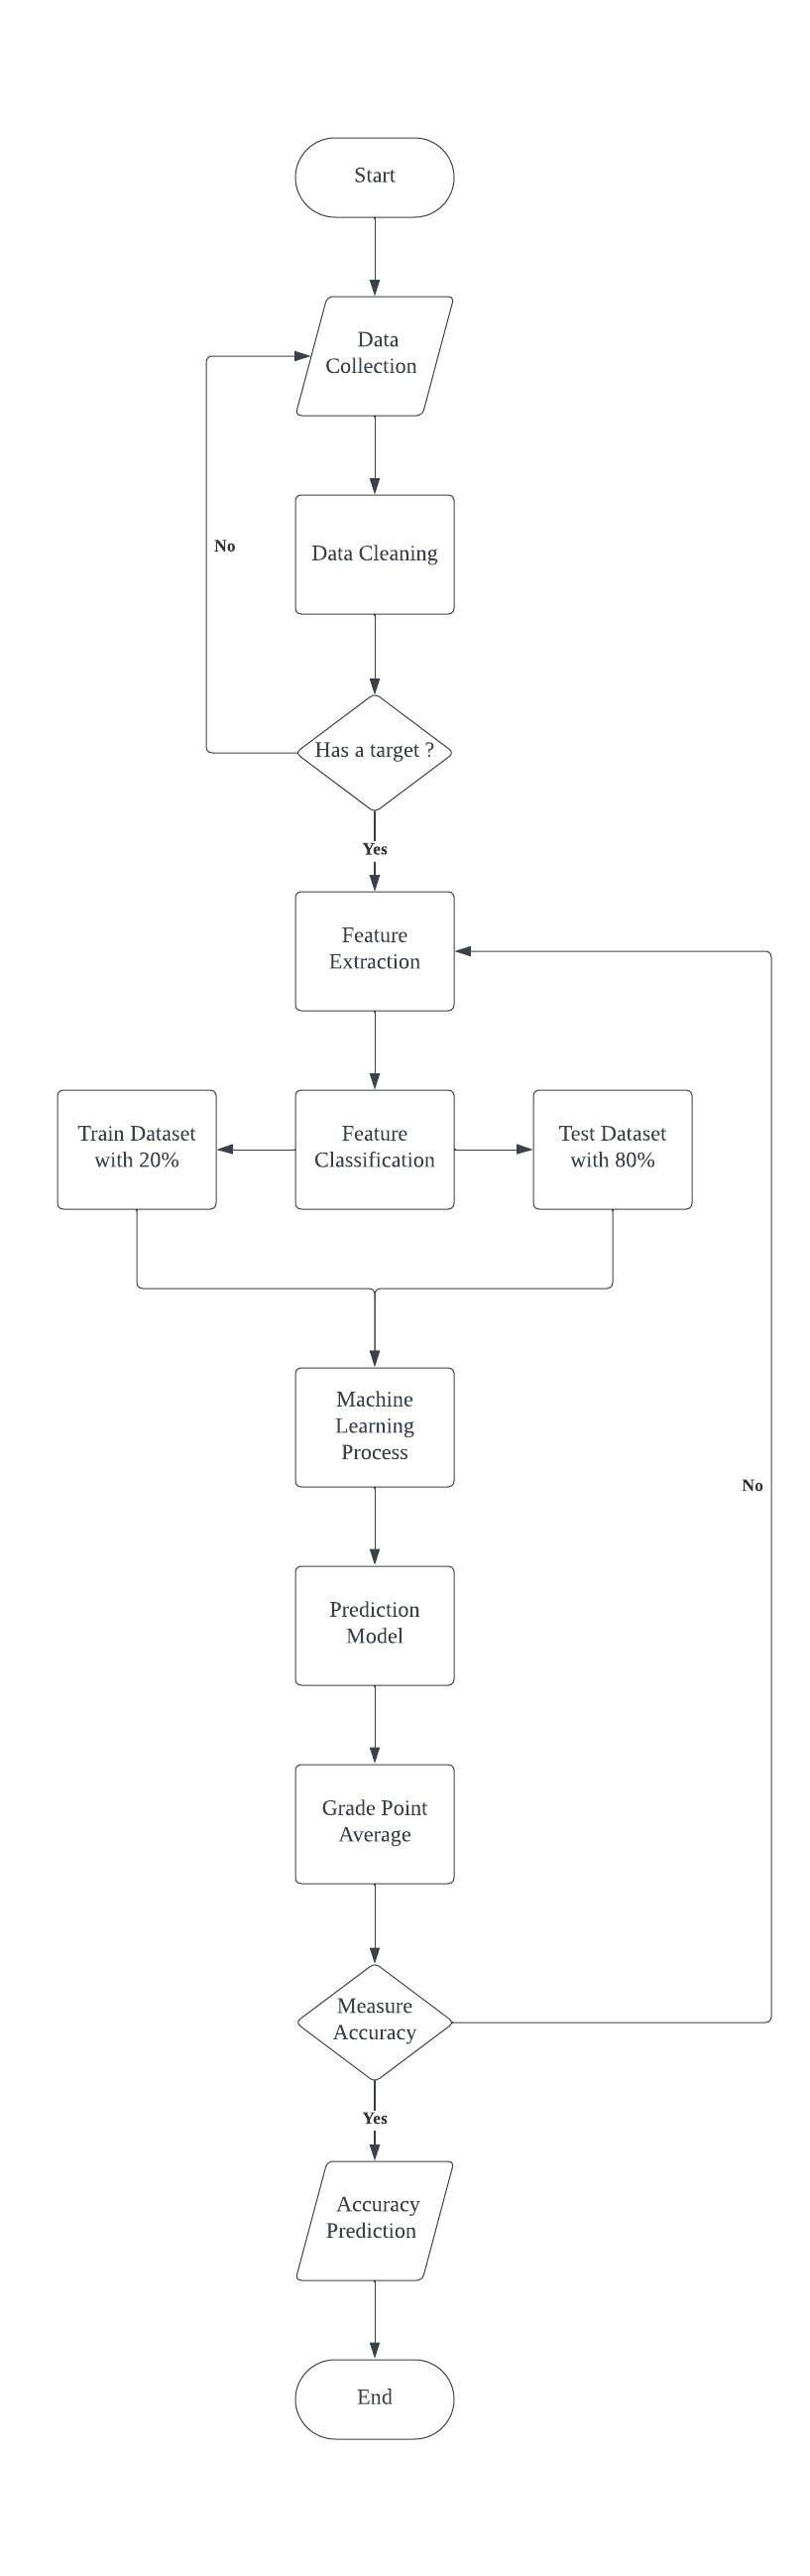 Start
Data
Collection
No
Data Cleaning
Has a target ?
Yes
Feature
Extraction
Train Dataset
with 20%
Feature
Classification
Test Dataset
with 80%
Machine
Learning
Process
No
Prediction
Model
Grade Point
Average
Measure
Accuracy
Yes
Accuracy
Prediction
End